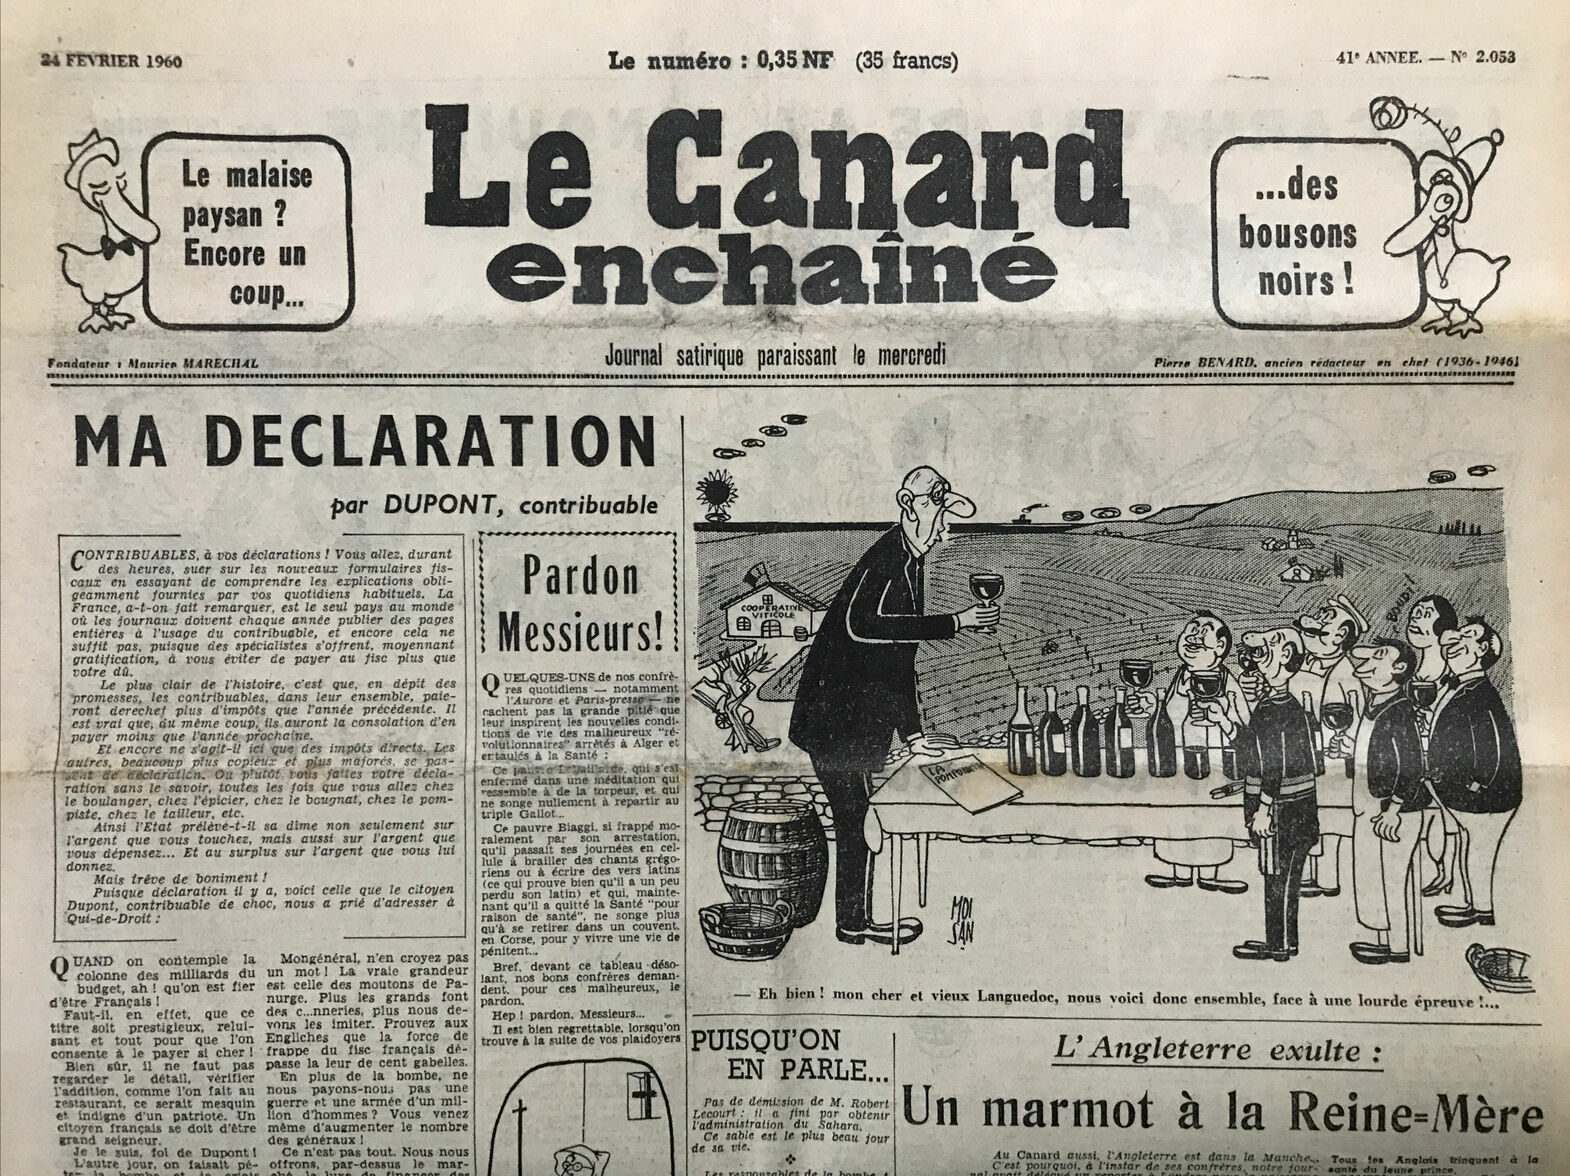 24 FEVRIER 1960
Le numéro : 0,35 NF (35 francs)
41e ANNEE. — N° 2.053
Le malaise
paysan ?
Encore un
coup...
Le Canard
enchaîné
...des
bousons
noirs !
Fondateur : Maurice MARECHAL
Journal satirique paraissant le mercredi
Pierre BENARD, ancien rédacteur en chef (1936-1946)
MA DECLARATION
par DUPONT, contribuable
CONTRIBUABLES, à vos déclarations ! Vous allez, durant
des heures, suer sur les nouveaux formulaires fis-
caux en essayant de comprendre les explications obli-
geamment fournies par vos quotidiens habituels. La
France, a-t-on fait remarquer, est le seul pays au monde
où les journaux doivent chaque année publier des pages
entières à l'usage du contribuable, et encore cela ne
suffit pas, puisque des spécialistes s'offrent, moyennant
gratification, à vous éviter de payer au fisc plus que
votre dû.
Le plus clair de l'histoire, c'est que, en dépit des
promesses, les contribuables, dans leur ensemble, paie-
ront derechef plus d'impôts que l'année précédente. Il
est vrai que, du même coup, ils auront la consolation d'en
payer moins que l'année prochaine.
Et encore ne s'agit-il ici que des impôts directs. Les
autres, beaucoup plus copieux et plus majorés, se pas-
sent de déclaration. Ou plutôt vous faites votre décla-
ration sans le savoir, toutes les fois que vous allez chez
le boulanger, chez l'épicier, chez le bougnat, chez le pom-
piste, chez le tailleur, etc.
Ainsi l'Etat prélève-t-il sa dîme non seulement sur
l'argent que vous touchez, mais aussi sur l'argent que
vous dépensez... Et au surplus sur l'argent que vous lui
donnez.
Mais trêve de boniment !
Puisque déclaration il y a, voici celle que le citoyen
Dupont, contribuable de choc, nous a prié d'adresser à
Qui-de-Droit :
QUAND on contemple la
colonne des milliards du
budget, ah ! qu'on est fier
d'être Français !
Faut-il, en effet, que ce
titre soit prestigieux, relui-
sant et tout pour que l'on
consente à le payer si cher !
Bien sûr, il ne faut pas
regarder le détail, vérifier
l'addition, comme l'on fait au
restaurant, ce serait mesquin
et indigne d'un patriote. Un
citoyen français se doit d'être
grand seigneur.
Je le suis, foi de Dupont !
L'autre jour, on faisait pé-
Mongénéral, n'en croyez pas
un mot ! La vraie grandeur
est celle des moutons de Pa-
nurge. Plus les grands font
des c...nneries, plus nous de-
vons les imiter. Prouvez aux
Engliches que la force de
frappe du fisc français dé-
passe la leur de cent gabelles.
En plus de la bombe, ne
nous payons-nous pas une
guerre et une armée d'un mil-
lion d'hommes ? Vous venez
même d'augmenter le nombre
des généraux !
Ce n'est pas tout. Nous nous
offrons, par-dessus le mar-
Pardon
Messieurs!
QUELQUES-UNS de nos confrè-
res quotidiens — notamment
l'Aurore et Paris-presse — ne
cachent pas la grande pitié que
leur inspirent les nouvelles condi-
tions de vie des malheureux "ré-
volutionnaires" arrêtés à Alger et
ertaulés à la Santé :
Ce pauvre Lagaillarde, qui s'est
enfermé dans une méditation qui
ressemble à de la torpeur, et qui
ne songe nullement à repartir au
triple Gallot...
Ce pauvre Biaggi, si frappé mo-
ralement par son arrestation,
qu'il passait ses journées en cel-
lule à brailler des chants grégo-
riens ou à écrire des vers latins
(ce qui prouve bien qu'il a un peu
perdu son latin) et qui, mainte-
nant qu'il a quitté la Santé "pour
raison de santé", ne songe plus
qu'à se retirer dans un couvent,
en Corse, pour y vivre une vie de
pénitent...
Bref, devant ce tableau déso-
lant, nos bons confrères deman-
dent, pour ces malheureux, le
pardon.
Hep ! pardon, Messieurs...
Il est bien regrettable, lorsqu'on
trouve à la suite de vos plaidoyers
COOPERATIVE
VITICOLE
BOUDI !
LA
POMPONETTE
MOI
SAN
— Eh bien ! mon cher et vieux Languedoc, nous voici donc ensemble, face à une lourde épreuve !...
PUISQU'ON
EN PARLE...
Pas de démission de M. Robert
Lecourt : il a fini par obtenir
l'administration du Sahara.
Ce sable est le plus beau jour
de sa vie.
Les responsables de la bombe A
L'Angleterre exulte :
Un marmot à la Reine=Mère
Au Canard aussi, l'Angleterre est dans la Manche...
C'est pourquoi, à l'instar de ses confrères, notre jour-
Tous les Anglais trinquent à la
santé du jeune prince.